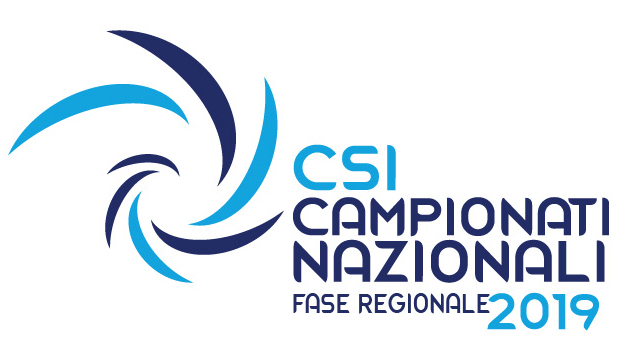 CSI
CAMPIONATI
NAZIONALI
FASE REGIONALE 2019